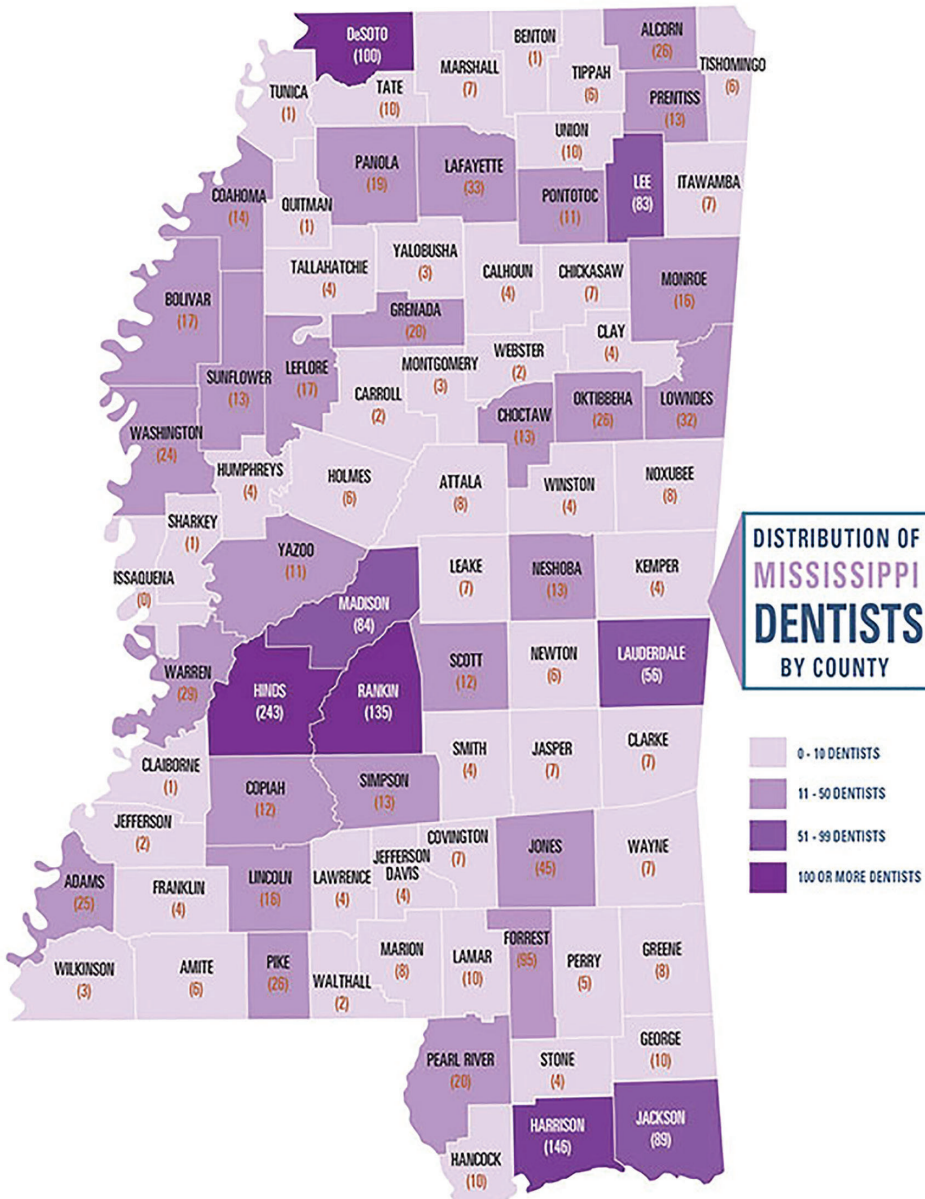 DeSOTO
(100)
MARSHALL
(7)
BENTON
(1)
TIPPAH
(6)
ALCORN
(26)
TISHOMINGO
(6)
TUNICA
(1)
TATE
(10)
PRENTISS
(13)
UNION
(10)
PANOLA
(19)
LAFAYETTE
(33)
PONTOTOC
(11)
LEE
(83)
ITAWAMBA
(7)
COAHOMA
(14)
QUITMAN
(1)
TALLAHATCHIE
(4)
YALOBUSHA
(3)
CALHOUN
(4)
CHICKASAW
(7)
MONROE
(16)
BOLIVAR
(17)
GRENADA
(20)
CLAY
(4)
SUNFLOWER
(13)
LEFLORE
(17)
MONTGOMERY
(3)
WEBSTER
(2)
CARROLL
(2)
CHOCTAW
(13)
OKTIBBEHA
(26)
LOWNDES
(32)
WASHINGTON
(24)
HUMPHREYS
(4)
HOLMES
(6)
ATTALA
(8)
WINSTON
(4)
NOXUBEE
(8)
SHARKEY
(1)
YAZOO
(11)
LEAKE
(7)
NESHOBA
(13)
KEMPER
(4)
ISSAQUENA
(0)
MADISON
(84)
DISTRIBUTION OF
MISSISSIPPI
DENTISTS
BY COUNTY
WARREN
(29)
HINDS
(243)
RANKIN
(135)
SCOTT
(12)
NEWTON
(6)
LAUDERDALE
(56)
CLAIBORNE
(1)
COPIAH
(12)
SIMPSON
(13)
SMITH
(4)
JASPER
(7)
CLARKE
(7)
0 - 10 DENTISTS
11 - 50 DENTISTS
51 - 99 DENTISTS
100 OR MORE DENTISTS
JEFFERSON
(2)
ADAMS
(25)
FRANKLIN
(4)
LINCOLN
(16)
LAWRENCE
(4)
JEFFERSON
DAVIS
(4)
COVINGTON
(7)
JONES
(45)
WAYNE
(7)
WILKINSON
(3)
AMITE
(6)
PIKE
(26)
WALTHALL
(2)
MARION
(8)
LAMAR
(10)
FORREST
(95)
PERRY
(5)
GREENE
(8)
PEARL RIVER
(20)
STONE
(4)
GEORGE
(10)
HANCOCK
(10)
HARRISON
(146)
JACKSON
(89)